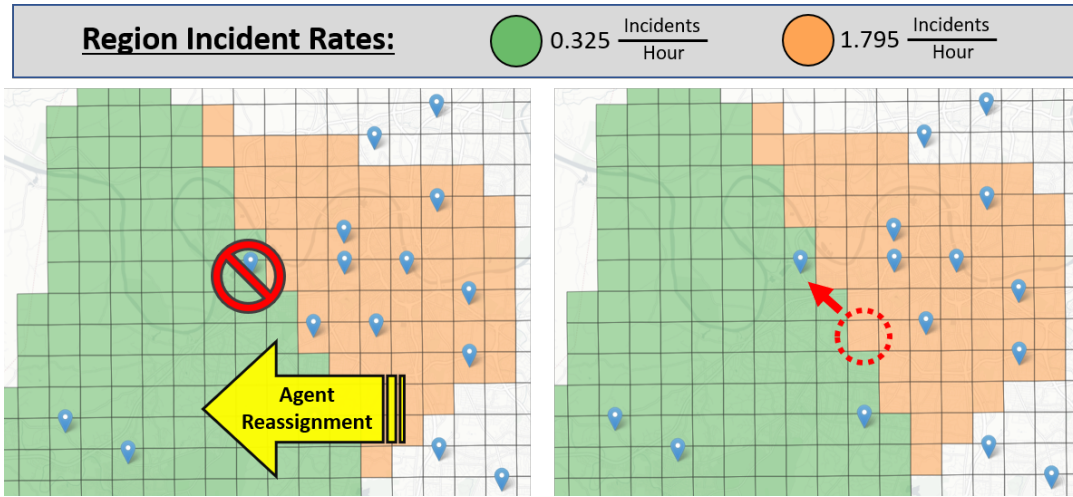 Region Incident Rates:
0.325 Incidents
Hour
1.795 Incidents
Hour
Agent
Reassignment